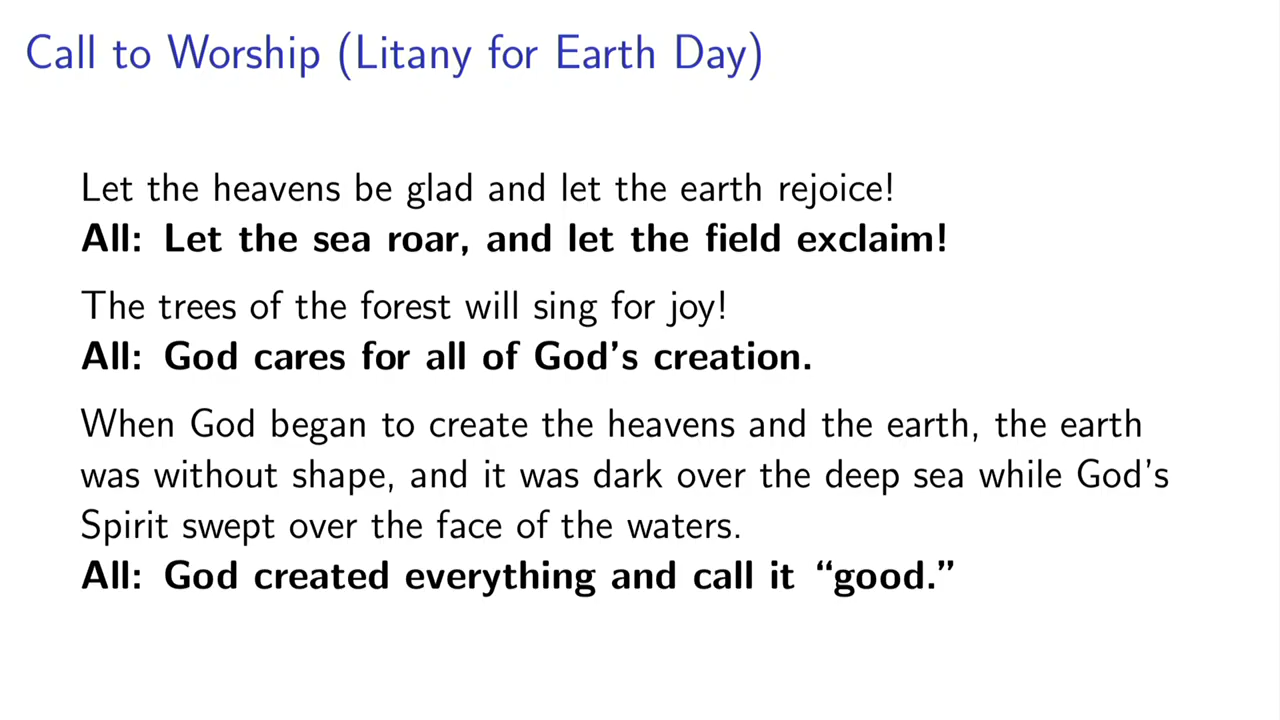 Call to Worship (Litany for Earth Day)
Let the heavens be glad and let the earth rejoice!
All: Let the sea roar, and let the field exclaim!
The trees of the forest will sing for joy!
All: God cares for all of God's creation.
When God began to create the heavens and the earth, the earth
was without shape, and it was dark over the deep sea while God's
Spirit swept over the face of the waters.
All: God created everything and call it “good.”